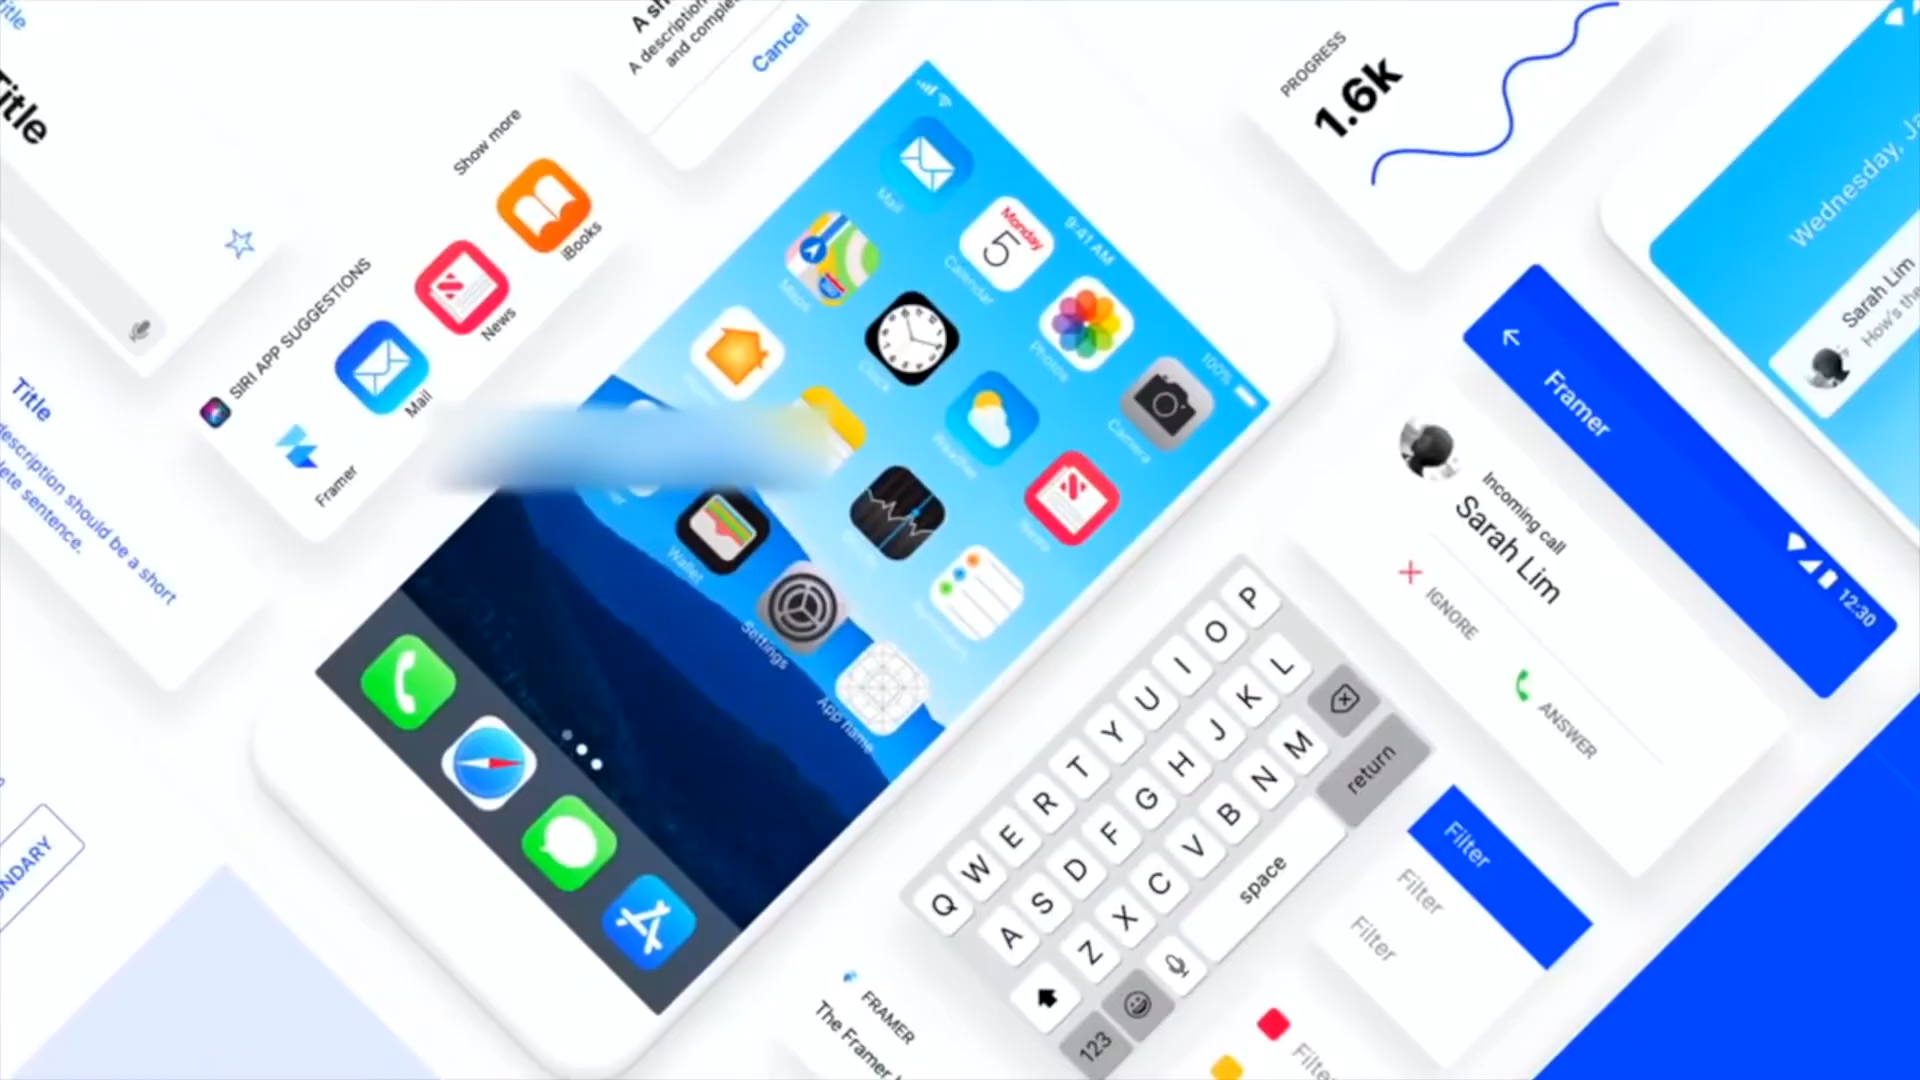 Title
Title
description should be a short
sentence.
A description
and comple
Cancel
Show more
SIRI APP SUGGESTIONS
Framer
Mail
News
iBooks
9:41 AM
100%
Mail
Monday
5
Calendar
Photos
Camera
Maps
Clock
Weather
News
Wallet
Settings
App name
PROGRESS
1.6k
Wednesday,
Sarah Lim
How's the
Framer
12:30
Incoming call
Sarah Lim
IGNORE
ANSWER
Q W E R T Y U I O P
A S D F G H J K L
Z X C V B N M
123
space
return
Filter
Filter
Filter
FRAMER
The Framer